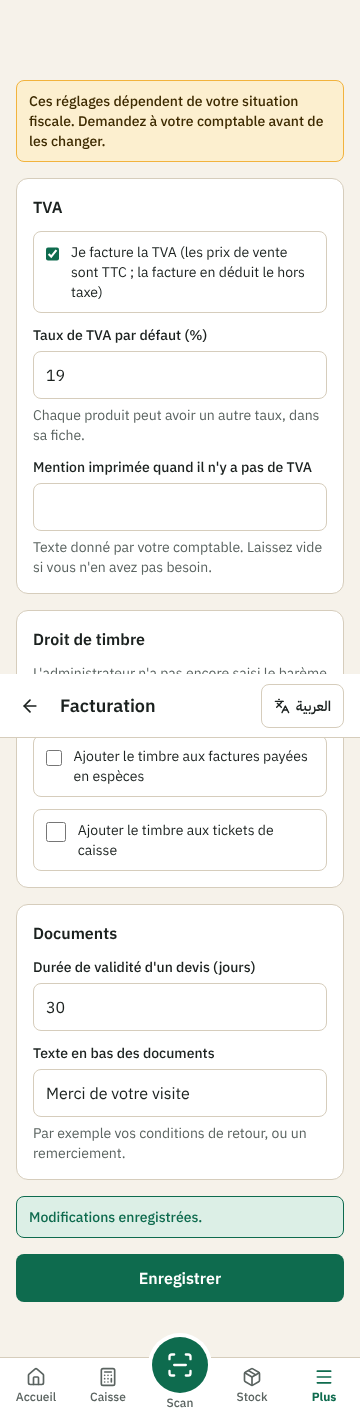 Ces réglages dépendent de votre situation
fiscale. Demandez à votre comptable avant de
les changer.
TVA
Je facture la TVA (les prix de vente
sont TTC ; la facture en déduit le hors
taxe)
Taux de TVA par défaut (%)
19
Chaque produit peut avoir un autre taux, dans
sa fiche.
Mention imprimée quand il n'y a pas de TVA
Texte donné par votre comptable. Laissez vide
si vous n'en avez pas besoin.
Droit de timbre
L'administrateur n'a pas encore saisi le barème
Facturation
العربية
Ajouter le timbre aux factures payées
en espèces
Ajouter le timbre aux tickets de
caisse
Documents
Durée de validité d'un devis (jours)
30
Texte en bas des documents
Merci de votre visite
Par exemple vos conditions de retour, ou un
remerciement.
Modifications enregistrées.
Enregistrer
Accueil
Caisse
Scan
Stock
Plus